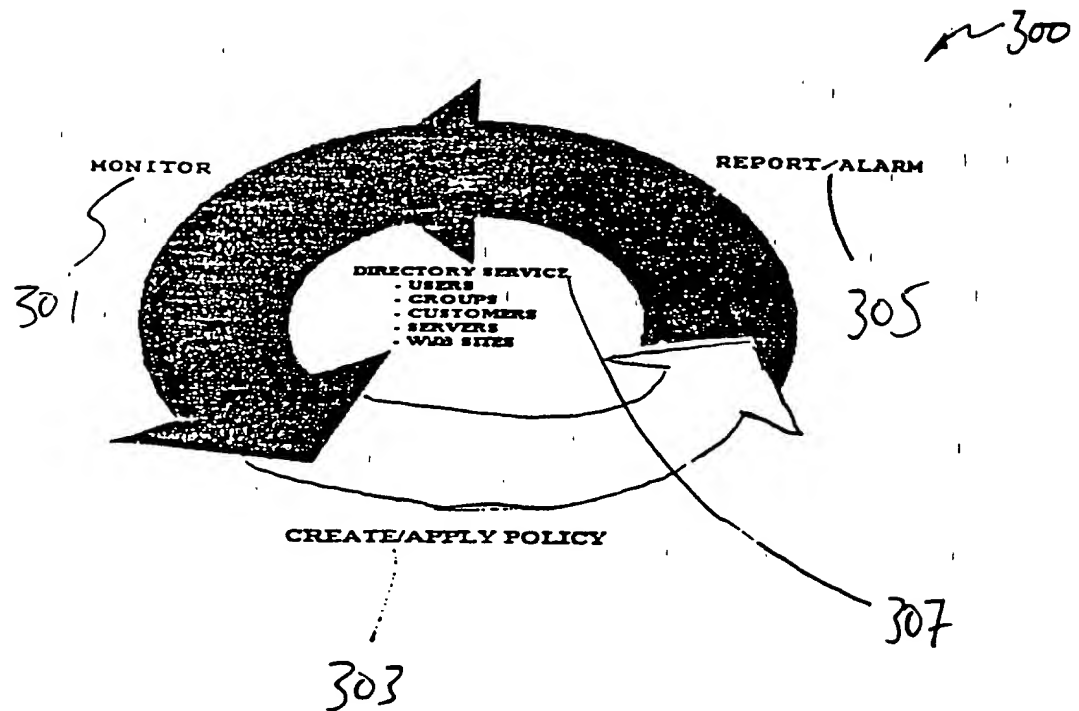 300
MONITOR
REPORT/ALARM
DIRECTORY SERVICE
- USERS
- GROUPS
- CUSTOMERS
- SERVERS
- WEB SITES
301
305
CREATE/APPLY POLICY
307
303